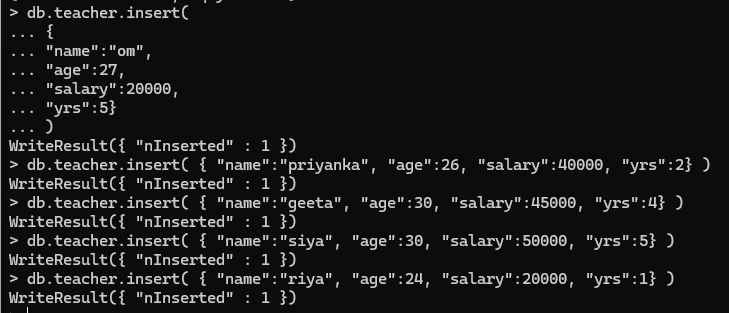 > db.teacher.insert(
... {
... "name":"om",
... "age":27,
... "salary":20000,
... "yrs":5}
... )
WriteResult({ "nInserted" : 1 })
> db.teacher.insert( { "name":"priyanka", "age":26, "salary":40000, "yrs":2} )
WriteResult({ "nInserted" : 1 })
> db.teacher.insert( { "name":"geeta", "age":30, "salary":45000, "yrs":4} )
WriteResult({ "nInserted" : 1 })
> db.teacher.insert( { "name":"siya", "age":30, "salary":50000, "yrs":5} )
WriteResult({ "nInserted" : 1 })
> db.teacher.insert( { "name":"riya", "age":24, "salary":20000, "yrs":1} )
WriteResult({ "nInserted" : 1 })